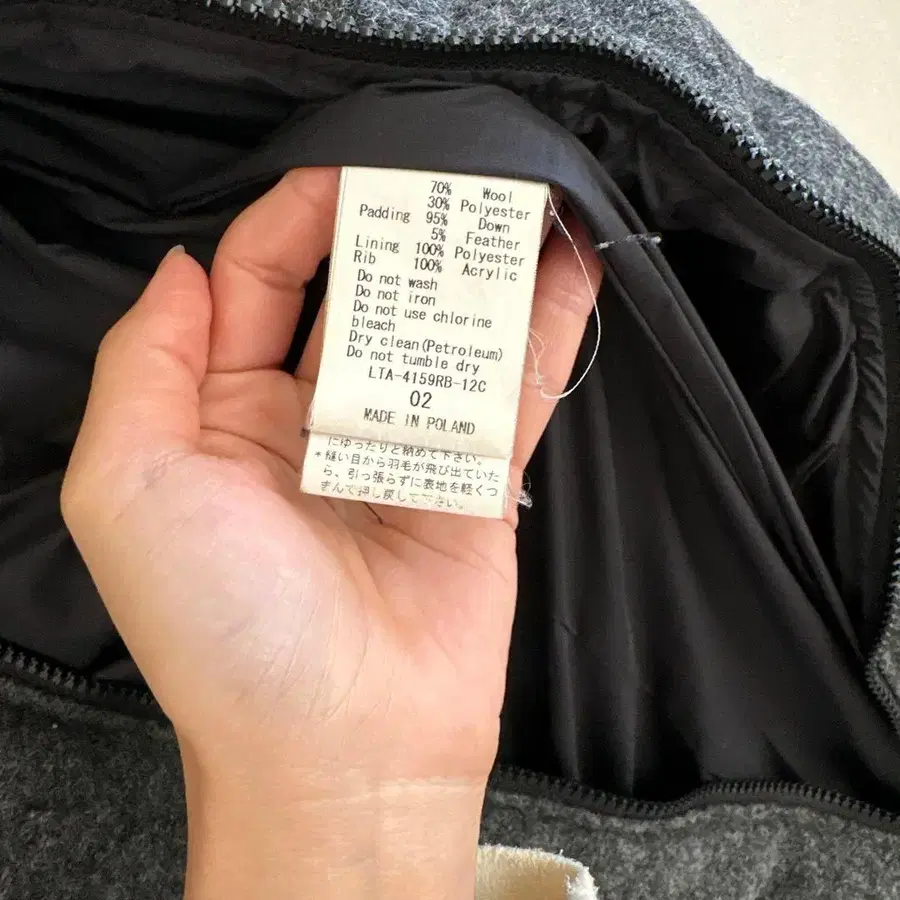 70% Wool
30% Polyester
Padding 95% Down
5% Feather
Lining 100% Polyester
Rib 100% Acrylic
Do not wash
Do not iron
Do not use chlorine
bleach
Dry clean(Petroleum)
Do not tumble dry
LTA-4159RB-12C
02
MADE IN POLAND
にゆったりと納めて下さい。
*縫い目から羽毛が飛び出ていた
ら、引っ張らずに表地を軽くつ
まんで押し戻して下さい。